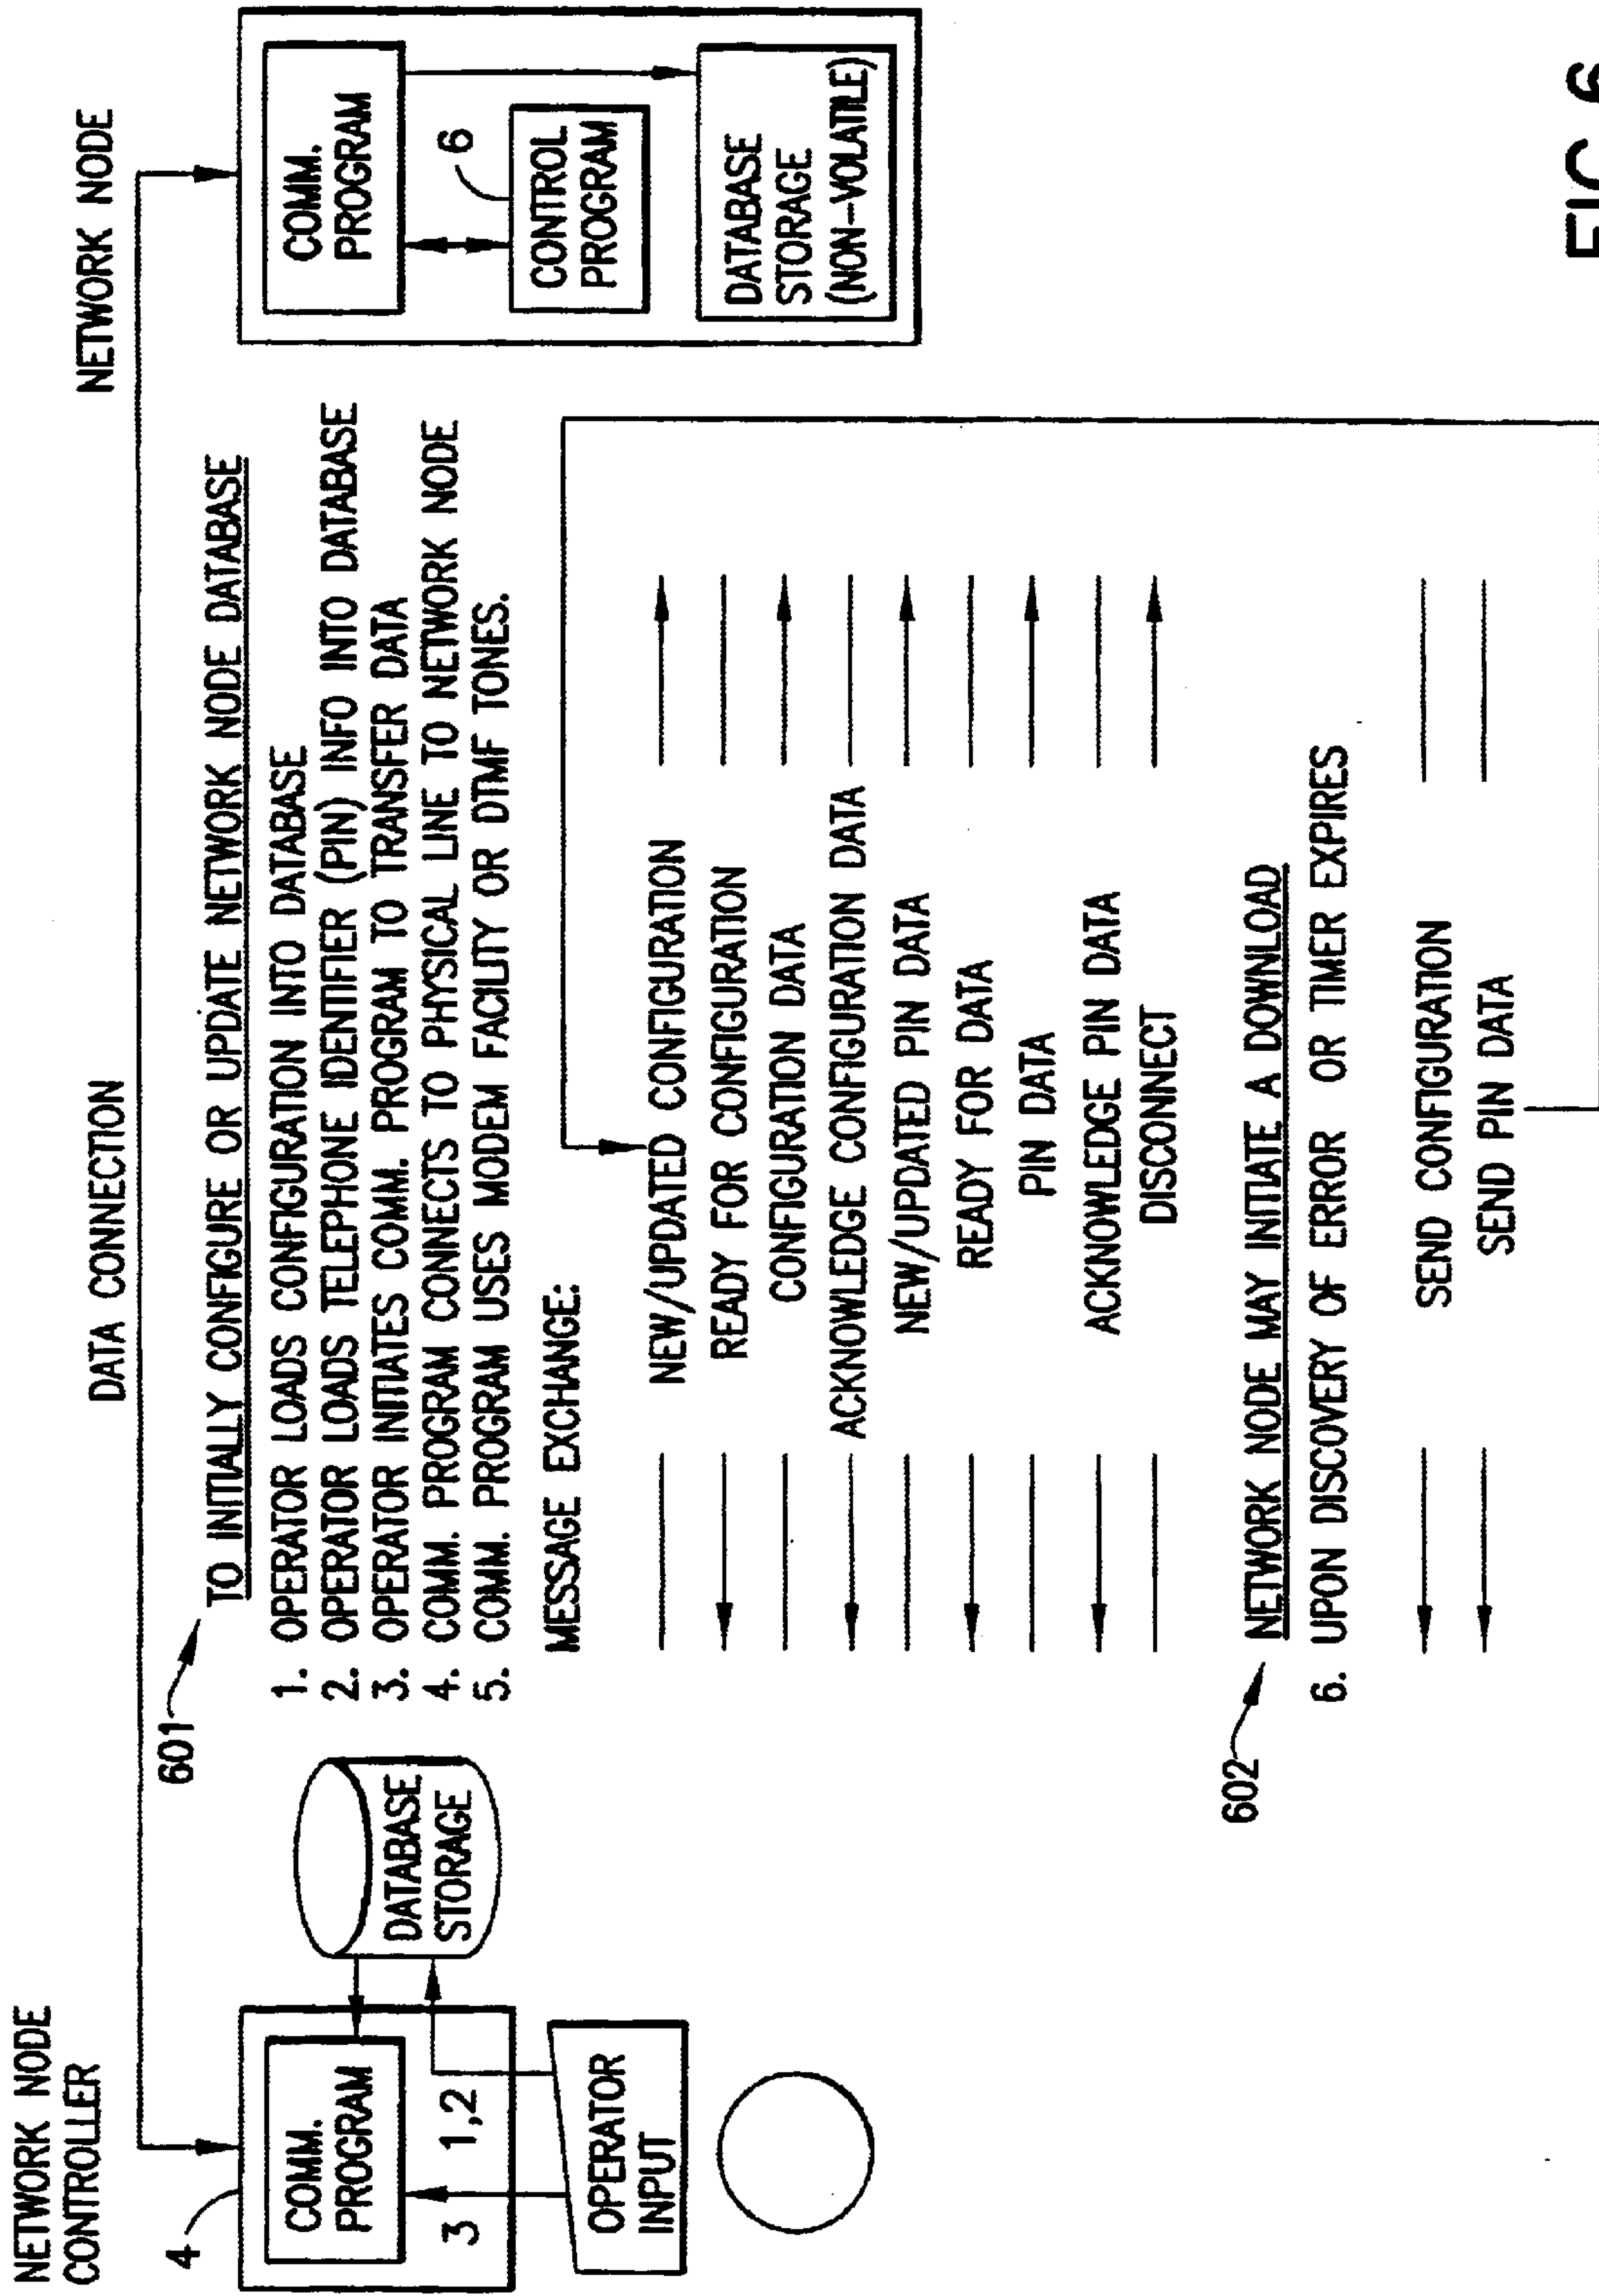 NETWORK NODE
CONTROLLER
DATA CONNECTION
NETWORK NODE
4
COMM.
PROGRAM
3
1,2
OPERATOR
INPUT
DATABASE
STORAGE
601
TO INITIALLY CONFIGURE OR UPDATE NETWORK NODE DATABASE
1. OPERATOR LOADS CONFIGURATION INTO DATABASE
2. OPERATOR LOADS TELEPHONE IDENTIFIER (PIN) INFO INTO DATABASE
3. OPERATOR INITIATES COMM. PROGRAM TO TRANSFER DATA
4. COMM. PROGRAM CONNECTS TO PHYSICAL LINE TO NETWORK NODE
5. COMM. PROGRAM USES MODEM FACILITY OR DTMF TONES.
MESSAGE EXCHANGE:
NEW/UPDATED CONFIGURATION
READY FOR CONFIGURATION
CONFIGURATION DATA
ACKNOWLEDGE CONFIGURATION DATA
NEW/UPDATED PIN DATA
READY FOR DATA
PIN DATA
ACKNOWLEDGE PIN DATA
DISCONNECT
602
NETWORK NODE MAY INITIATE A DOWNLOAD
6. UPON DISCOVERY OF ERROR OR TIMER EXPIRES
SEND CONFIGURATION
SEND PIN DATA
COMM.
PROGRAM
6
CONTROL
PROGRAM
DATABASE
STORAGE
(NON-VOLATILE)
FIG. 6